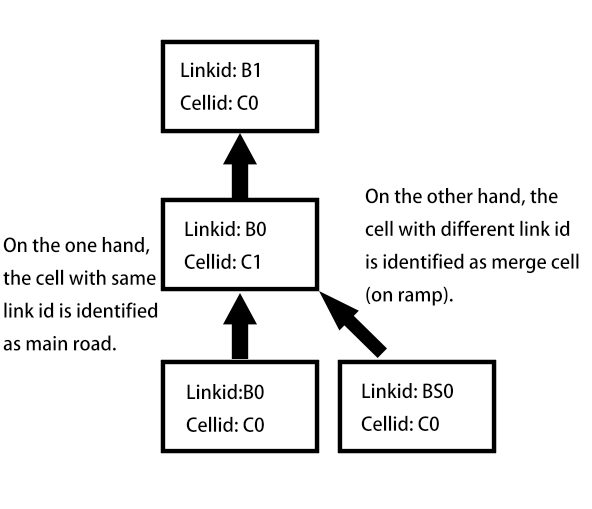 Linkid: B1
Cellid: C0
On the other hand, the
cell with different link id
is identified as merge cell
(on ramp).
Linkid: B0
Cellid: C1
On the one hand,
the cell with same
link id is identified
as main road.
Linkid:B0
Cellid: C0
Linkid: BS0
Cellid: C0